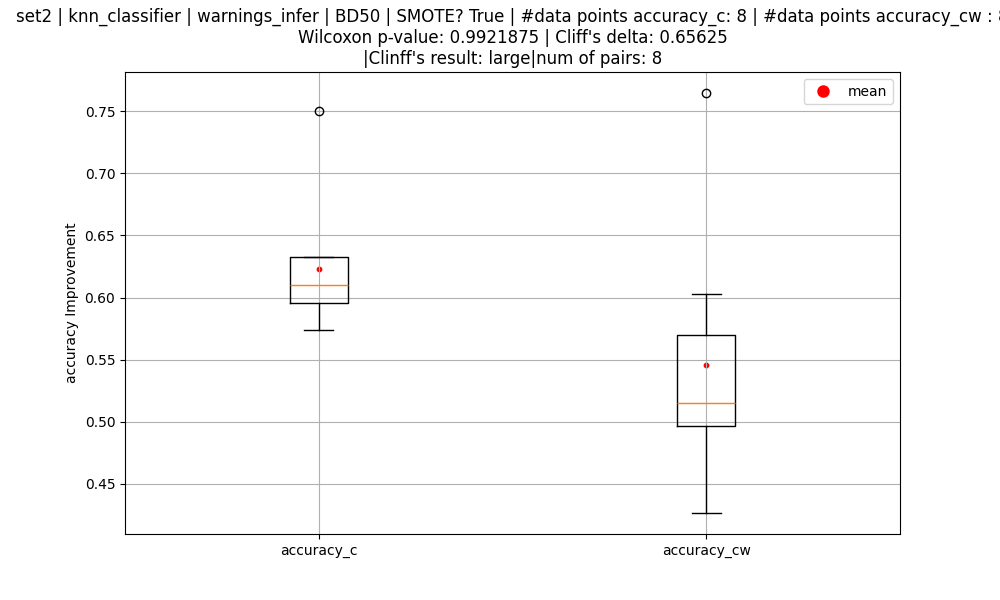 set2 | knn_classifier | warnings_infer | BD50 | SMOTE? True | #data points accuracy_c: 8 | #data points accuracy_cw :
Wilcoxon p-value: 0.9921875 | Cliff's delta: 0.65625
|Clinff's result: large|num of pairs: 8
mean
0.75
0.70
0.65
0.60
0.55
0.50
0.45
accuracy Improvement
accuracy_c
accuracy_cw